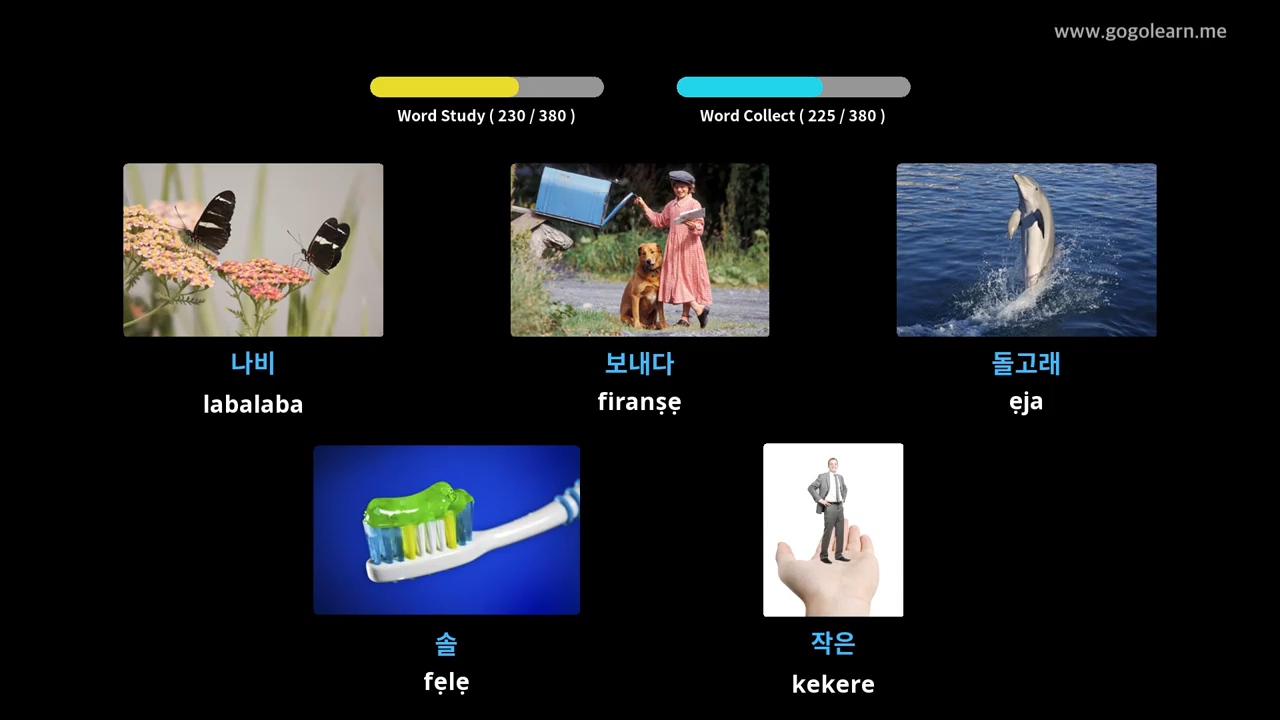 www.gogolearn.me
Word Study ( 230 / 380 )
Word Collect ( 225 / 380 )
나비
labalaba
보내다
firanṣẹ
돌고래
ẹja
솔
fẹlẹ
작은
kekere